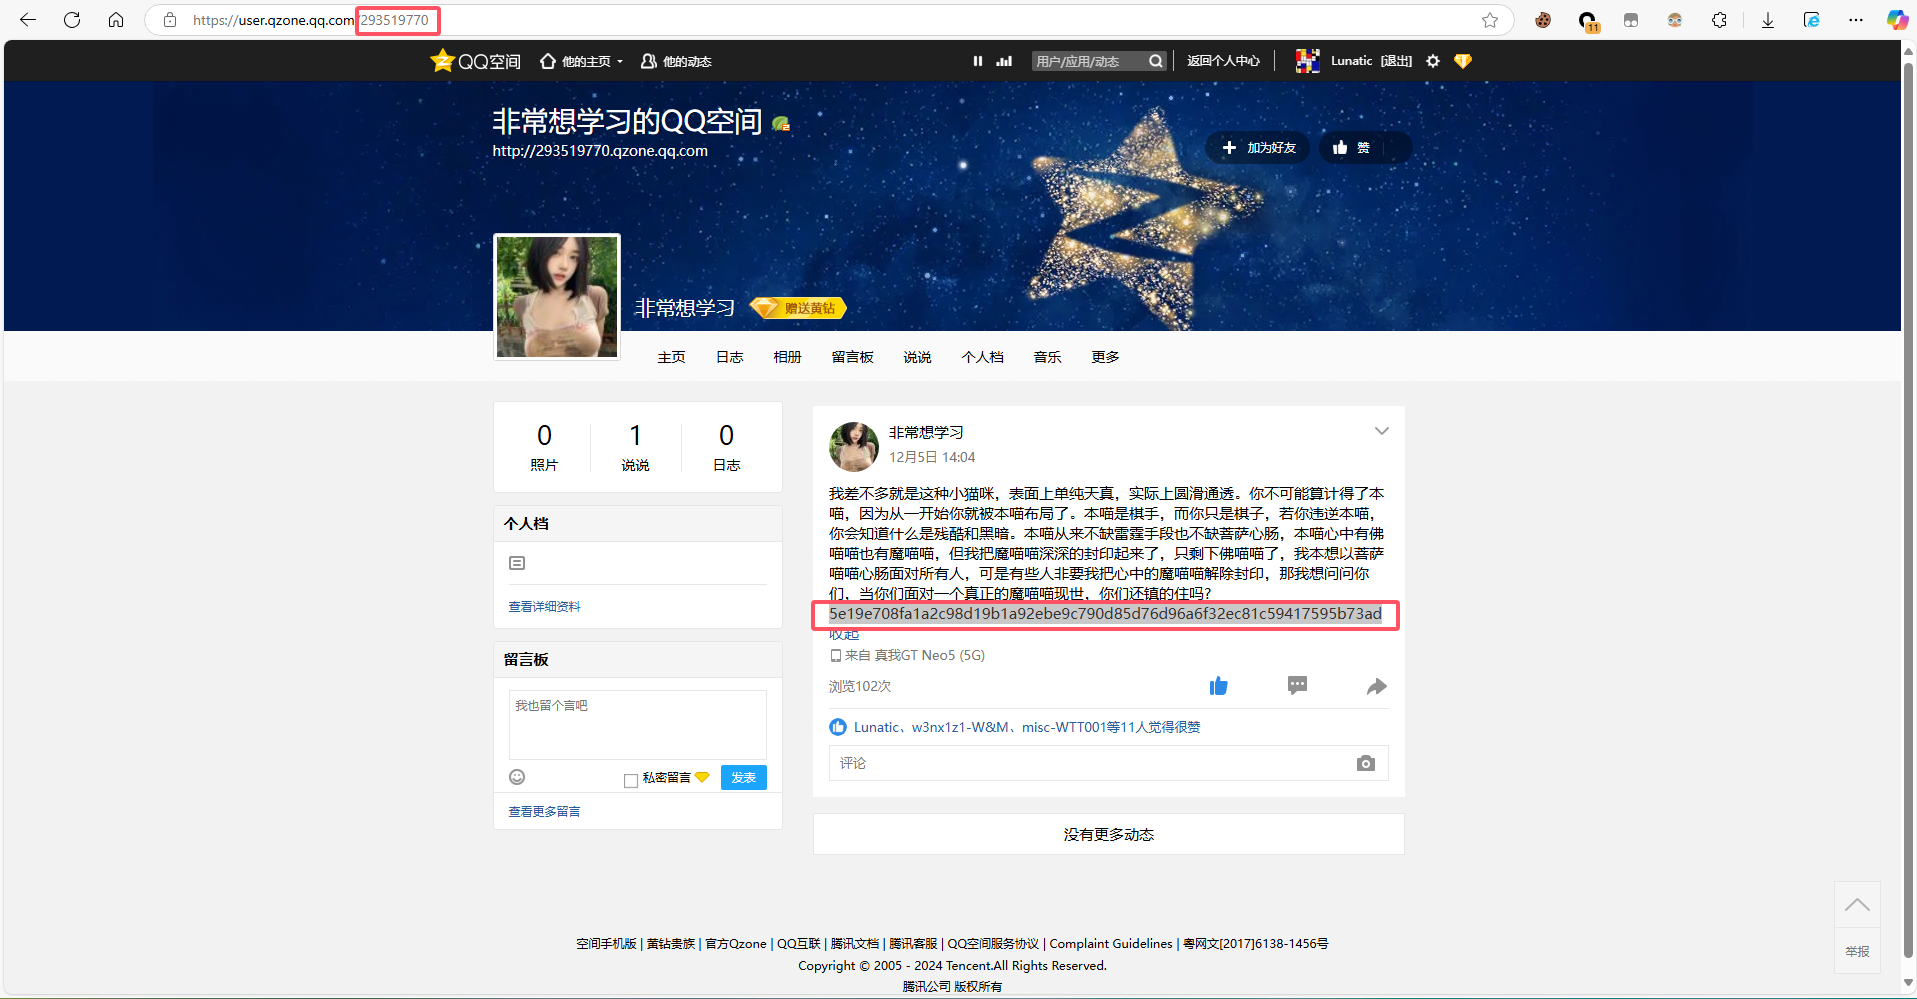 https://user.qzone.qq.com/293519770
11
QQ空间 他的主页 他的动态 用户/应用/动态 返回个人中心 Lunatic [退出]
非常想学习的QQ空间
http://293519770.qzone.qq.com
加为好友 赞
非常想学习 赠送黄钻
主页 日志 相册 留言板 说说 个人档 音乐 更多
0 1 0
照片 说说 日志
个人档
查看详细资料
留言板
我也留个言吧
私密留言 发表
查看更多留言
非常想学习
12月5日 14:04
我差不多就是这种小猫咪，表面上单纯天真，实际上圆滑通透。你不可能算计得了本
喵，因为从一开始你就被本喵布局了。本喵是棋手，而你只是棋子，若你违逆本喵，
你会知道什么是残酷和黑暗。本喵从来不缺雷霆手段也不缺菩萨心肠，本喵心中有佛
喵喵也有魔喵喵，但我把魔喵喵深深的封印起来了，只剩下佛喵喵了，我本想以菩萨
喵喵心肠面对所有人，可是有些人非要我把心中的魔喵喵解除封印，那我想问问你
们，当你们面对一个真正的魔喵喵现世，你们还镇的住吗?
5e19e708fa1a2c98d19b1a92ebe9c790d85d76d96a6f32ec81c59417595b73ad
收起
来自 真我GT Neo5 (5G)
浏览102次
Lunatic、w3nx1z1-W&M、misc-WTT001等11人觉得很赞
评论
没有更多动态
举报
空间手机版 | 黄钻贵族 | 官方Qzone | QQ互联 | 腾讯文档 | 腾讯客服 | QQ空间服务协议 | Complaint Guidelines | 粤网文[2017]6138-1456号
Copyright © 2005 - 2024 Tencent.All Rights Reserved.
腾讯公司 版权所有